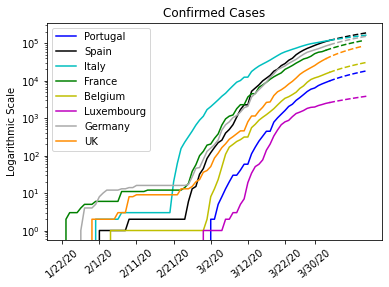 Confirmed Cases
Logarithmic Scale
10⁵
10⁴
10³
10²
10¹
10⁰
Portugal
Spain
Italy
France
Belgium
Luxembourg
Germany
UK
1/22/20
2/1/20
2/11/20
2/21/20
3/2/20
3/12/20
3/22/20
3/30/20